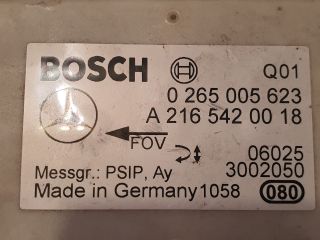 BOSCH Q01
0 265 005 623
A 216 542 00 18
FOV
06025
Messgr.: PSIP, Ay 3002050
Made in Germany 1058 080